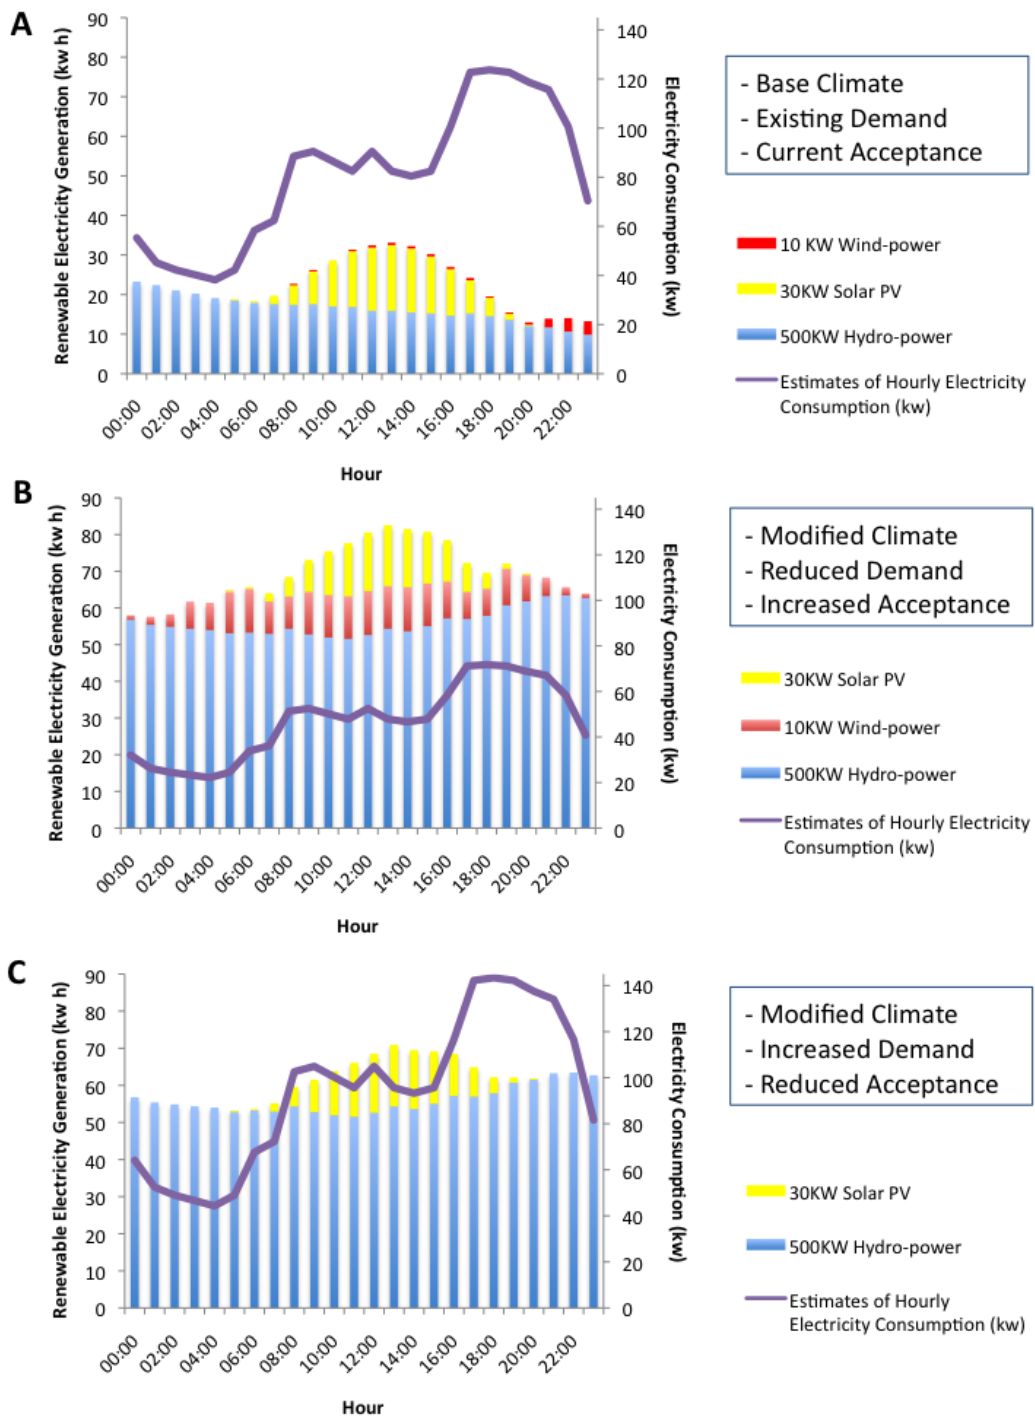 A
Renewable Electricity Generation (kw h)
90
80
70
60
50
40
30
20
10
0
140
120
100
80
60
40
20
0
Electricity Consumption (kw)
00:00
02:00
04:00
06:00
08:00
10:00
12:00
14:00
16:00
18:00
20:00
22:00
Hour
- Base Climate
- Existing Demand
- Current Acceptance
10 KW Wind-power
30KW Solar PV
500KW Hydro-power
Estimates of Hourly Electricity
Consumption (kw)
B
Renewable Electricity Generation (kw h)
90
80
70
60
50
40
30
20
10
0
140
120
100
80
60
40
20
0
Electricity Consumption (kw)
00:00
02:00
04:00
06:00
08:00
10:00
12:00
14:00
16:00
18:00
20:00
22:00
Hour
- Modified Climate
- Reduced Demand
- Increased Acceptance
30KW Solar PV
10KW Wind-power
500KW Hydro-power
Estimates of Hourly Electricity
Consumption (kw)
C
Renewable Electricity Generation (kw h)
90
80
70
60
50
40
30
20
10
0
140
120
100
80
60
40
20
0
Electricity Consumption (kw)
00:00
02:00
04:00
06:00
08:00
10:00
12:00
14:00
16:00
18:00
20:00
22:00
Hour
- Modified Climate
- Increased Demand
- Reduced Acceptance
30KW Solar PV
500KW Hydro-power
Estimates of Hourly
Electricity Consumption (kw)